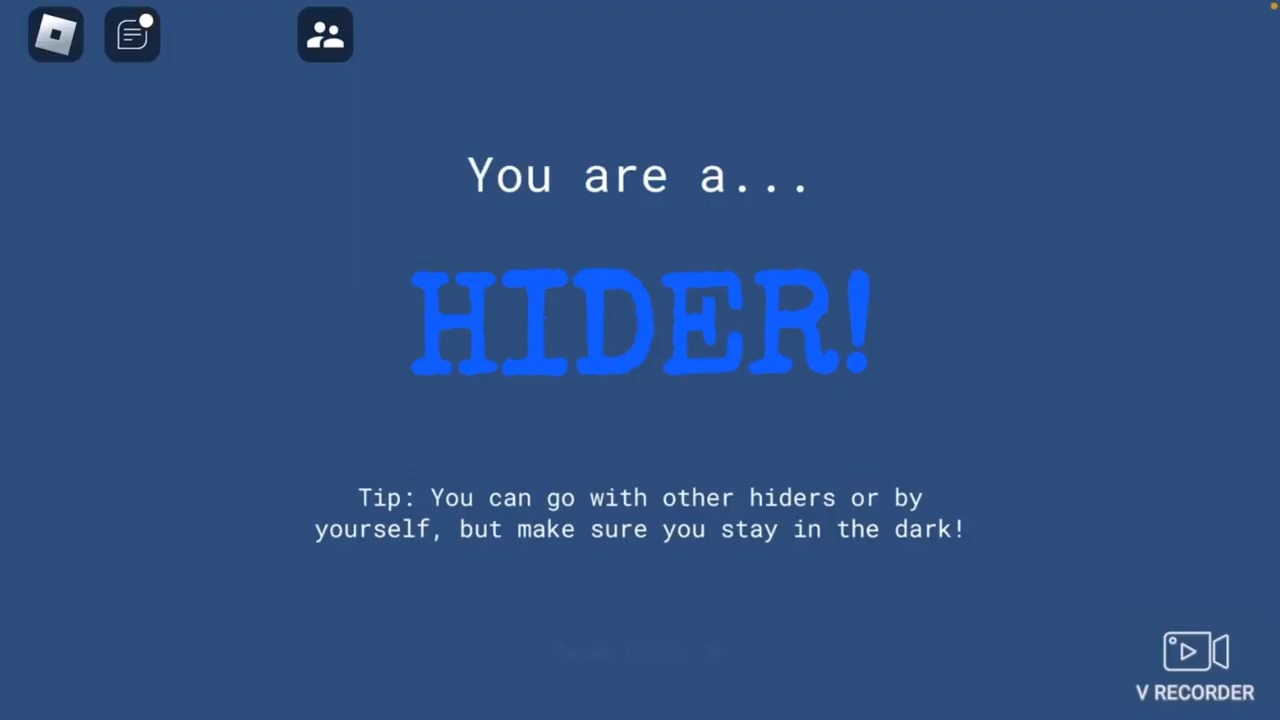 You are a...
HIDER!
Tip: You can go with other hiders or by
yourself, but make sure you stay in the dark!
V RECORDER